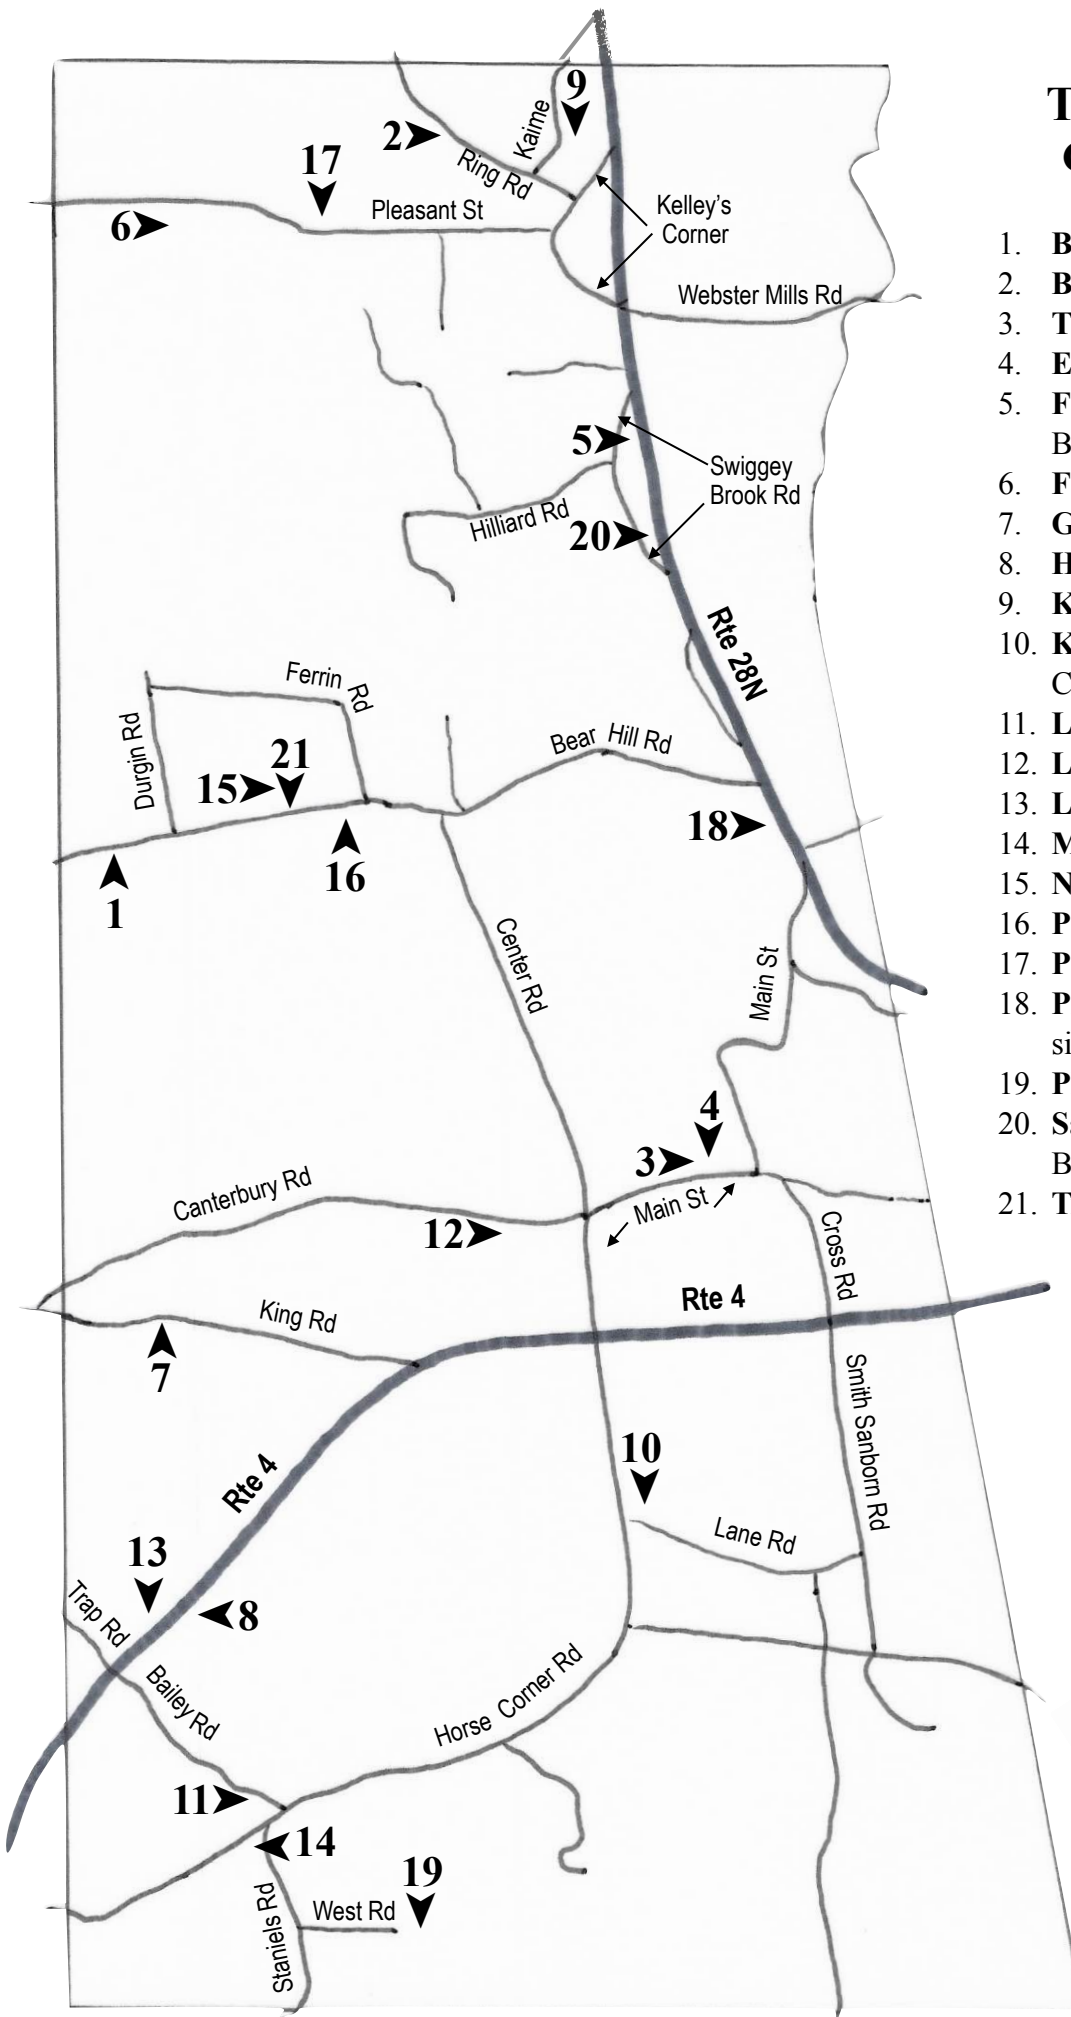 9
2
Kaime
17
Ring Rd
Pleasant St
Kelley's
Corner
6
Webster Mills Rd
5
Swiggey
Brook Rd
Hilliard Rd
20
Rte 28N
Ferrin Rd
Durgin Rd
21
Bear Hill Rd
15
18
16
1
Center Rd
Main St
4
3
Canterbury Rd
Main St
12
Cross Rd
Rte 4
King Rd
7
Smith Sanborn Rd
10
Rte 4
Lane Rd
13
Trap Rd
8
Bailey Rd
Horse Corner Rd
11
14
19
Staniels Rd
West Rd
T
1. B
2. B
3. T
4. E
5. F
B
6. F
7. G
8. H
9. K
10. K
C
11. L
12. L
13. L
14. M
15. N
16. P
17. P
18. P
si
19. P
20. S
B
21. T